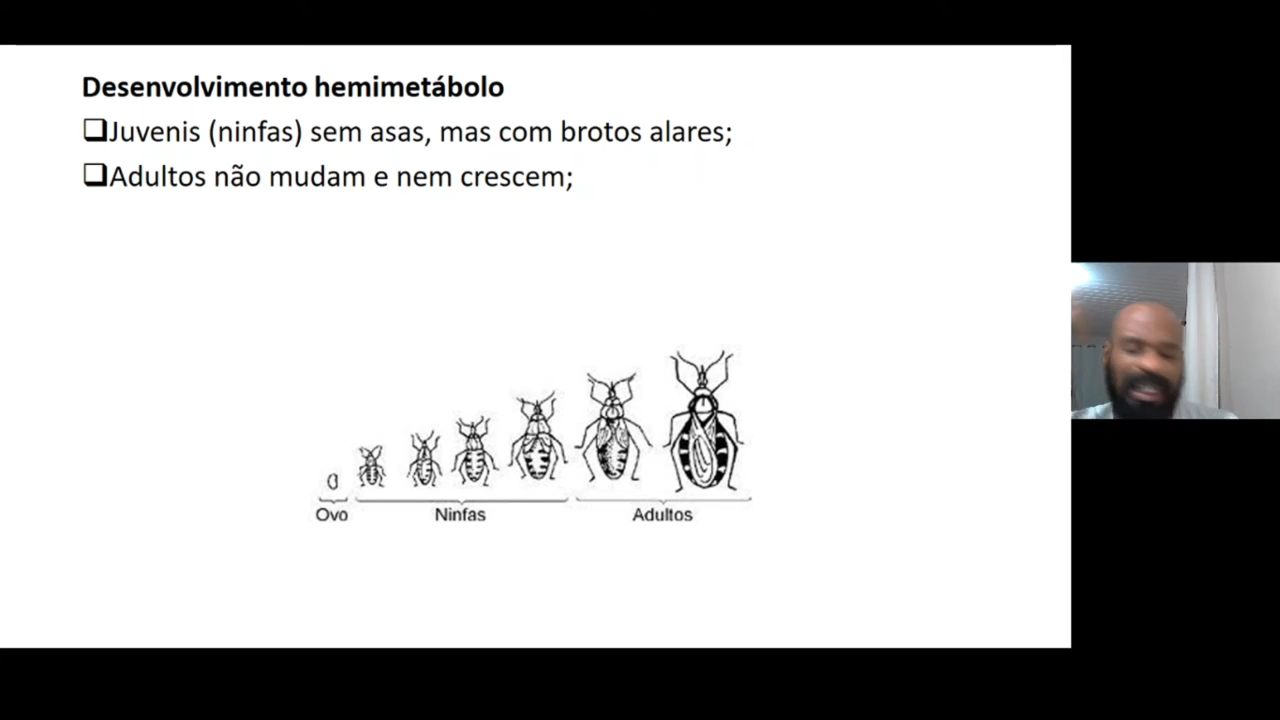 Desenvolvimento hemimetábolo
❑Juvenis (ninfas) sem asas, mas com brotos alares;
❑Adultos não mudam e nem crescem;
Ovo Ninfas Adultos